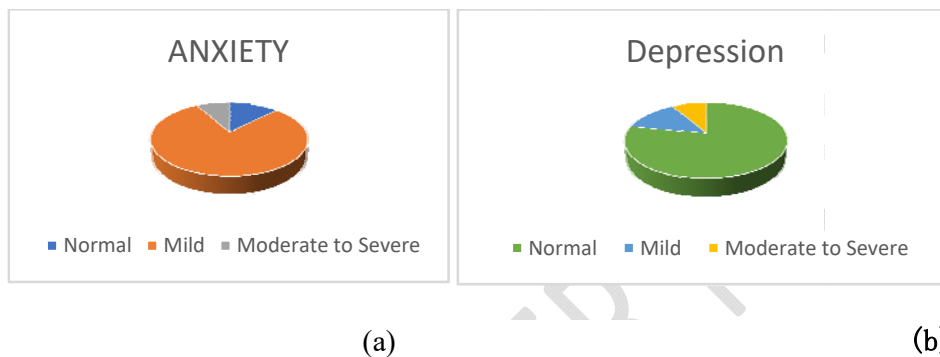 ANXIETY
Normal Mild Moderate to Severe
Depression
Normal Mild Moderate to Severe
(a)
(b)